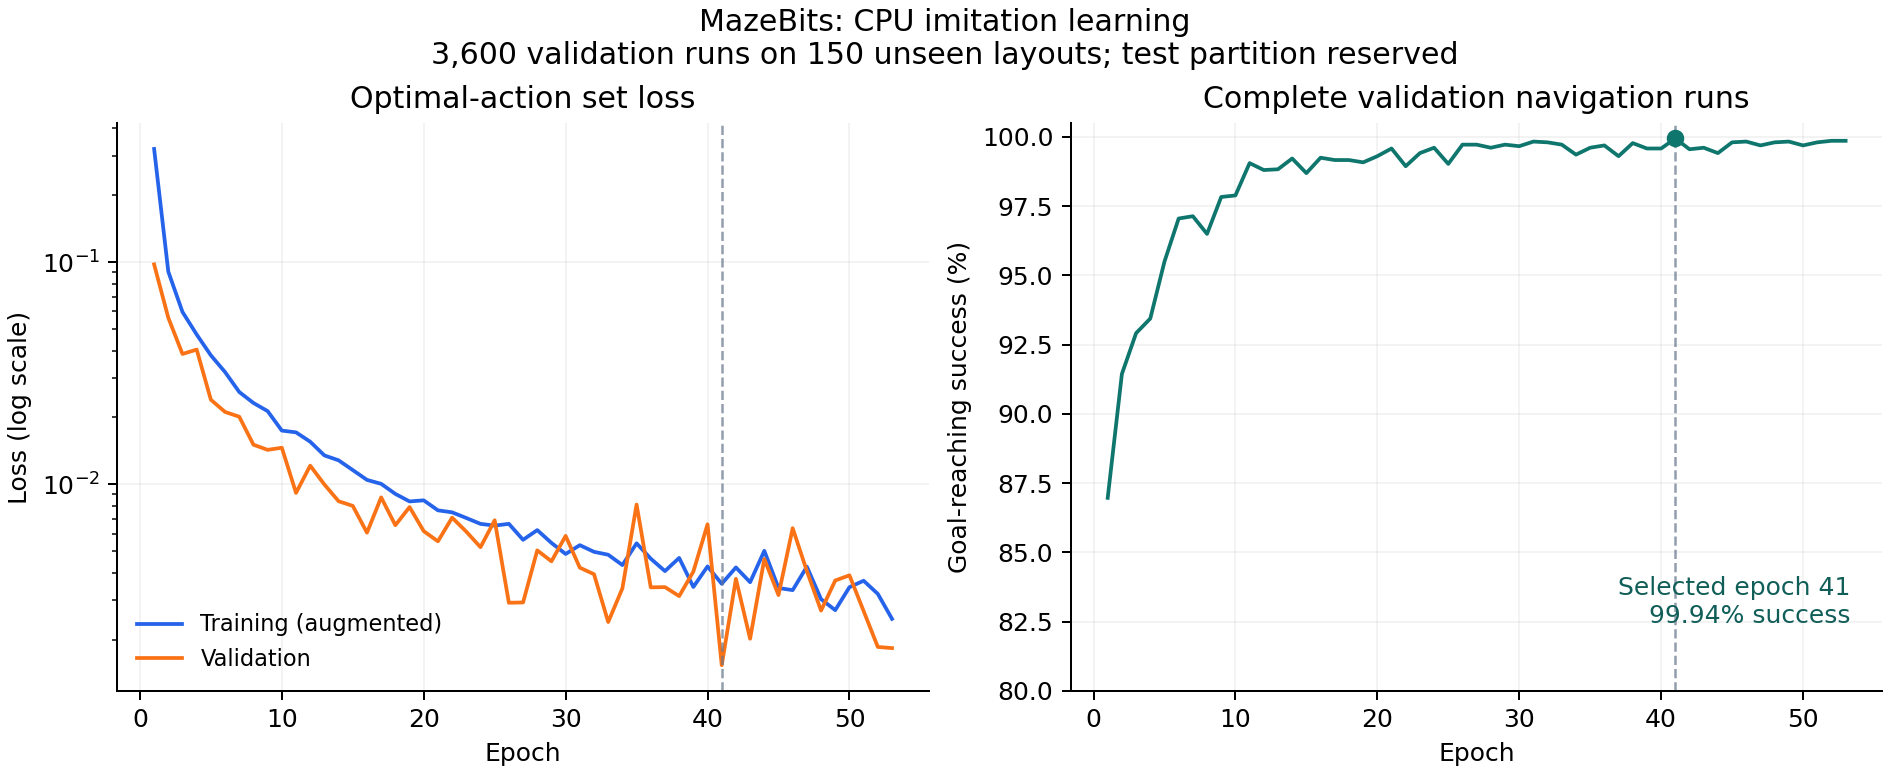 MazeBits: CPU imitation learning
3,600 validation runs on 150 unseen layouts; test partition reserved
Optimal-action set loss
Loss (log scale)
10⁻¹
10⁻²
Training (augmented)
Validation
0 10 20 30 40 50
Epoch
Complete validation navigation runs
Goal-reaching success (%)
100.0
97.5
95.0
92.5
90.0
87.5
85.0
82.5
80.0
Selected epoch 41
99.94% success
0 10 20 30 40 50
Epoch